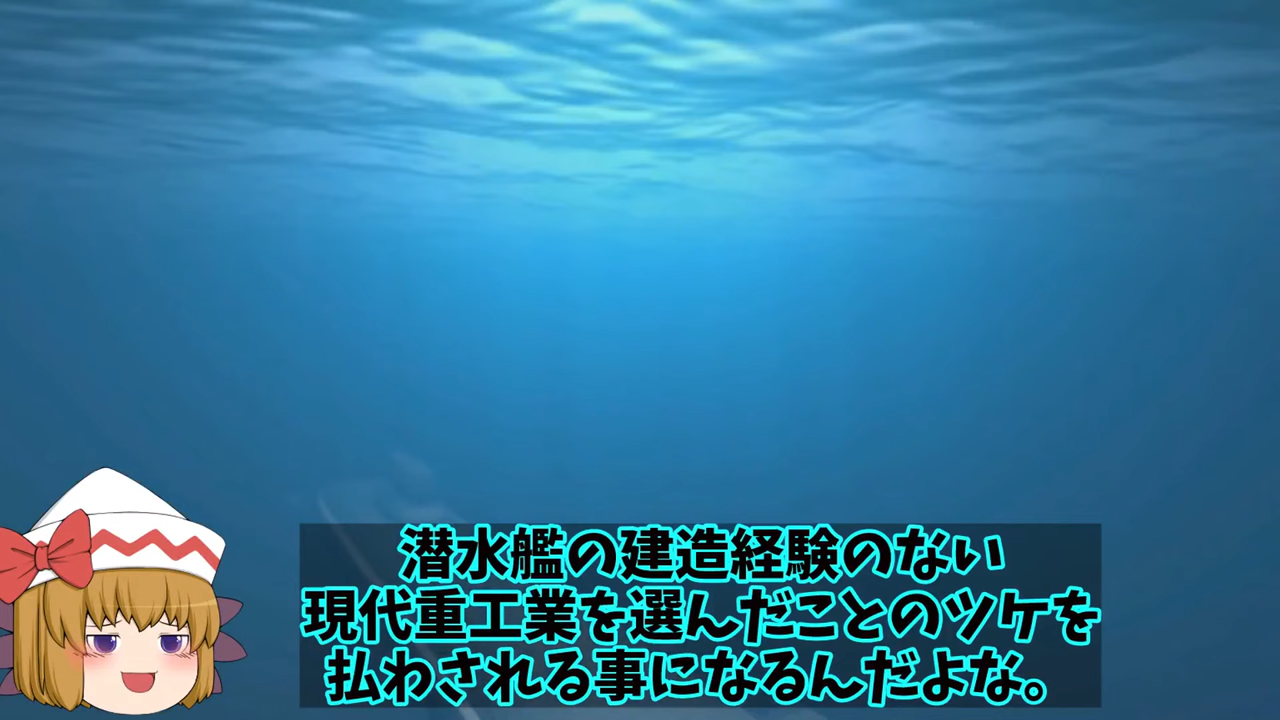 潜水艦の建造経験のない
現代重工業を選んだことのツケを
払わされる事になるんだよな。